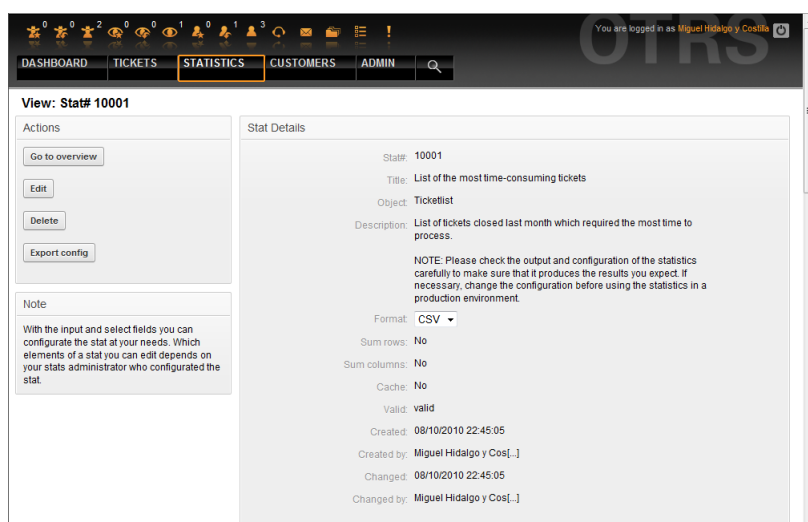 0 0 2 0 0 1 0 1 3
You are logged in as Miguel Hidalgo y Costilla
OTRS
DASHBOARD TICKETS STATISTICS CUSTOMERS ADMIN
View: Stat# 10001
Actions
Go to overview
Edit
Delete
Export config
Note
With the input and select fields you can
configurate the stat at your needs. Which
elements of a stat you can edit depends on
your stats administrator who configurated the
stat.
Stat Details
Stat#: 10001
Title: List of the most time-consuming tickets
Object: Ticketlist
Description: List of tickets closed last month which required the most time to
process.
NOTE: Please check the output and configuration of the statistics
carefully to make sure that it produces the results you expect. If
necessary, change the configuration before using the statistics in a
production environment.
Format: CSV
Sum rows: No
Sum columns: No
Cache: No
Valid: valid
Created: 08/10/2010 22:45:05
Created by: Miguel Hidalgo y Cos[...]
Changed: 08/10/2010 22:45:05
Changed by: Miguel Hidalgo y Cos[...]